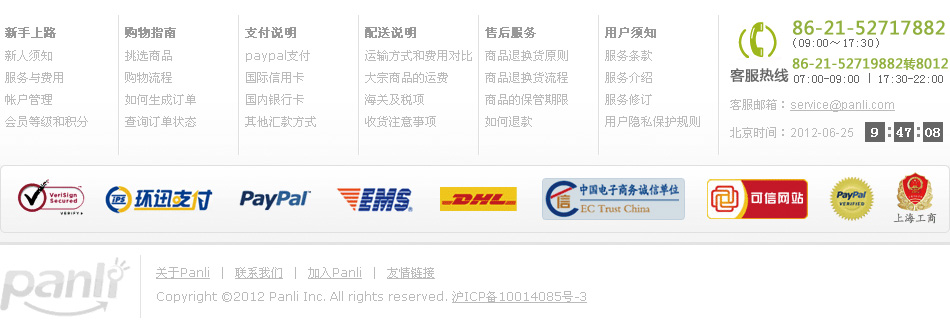 新手上路
新人须知
服务与费用
帐户管理
会员等级和积分
购物指南
挑选商品
购物流程
如何生成订单
查询订单状态
支付说明
paypal支付
国际信用卡
国内银行卡
其他汇款方式
配送说明
运输方式和费用对比
大宗商品的运费
海关及税项
收货注意事项
售后服务
商品退换货原则
商品退换货流程
商品的保管期限
如何退款
用户须知
服务条款
服务介绍
服务修订
用户隐私保护规则
客服热线
86-21-52717882
(09:00~17:30)
86-21-52719882转8012
07:00-09:00 | 17:30-22:00
客服邮箱：service@panli.com
北京时间：2012-06-25 9:47:08
VeriSign Secured
VERIFY
IPS 环迅支付
PayPal
EMS
DHL
中国电子商务诚信单位
EC Trust China
可信网站
PayPal VERIFIED
上海工商
panli
关于Panli | 联系我们 | 加入Panli | 友情链接
Copyright ©2012 Panli Inc. All rights reserved. 沪ICP备10014085号-3